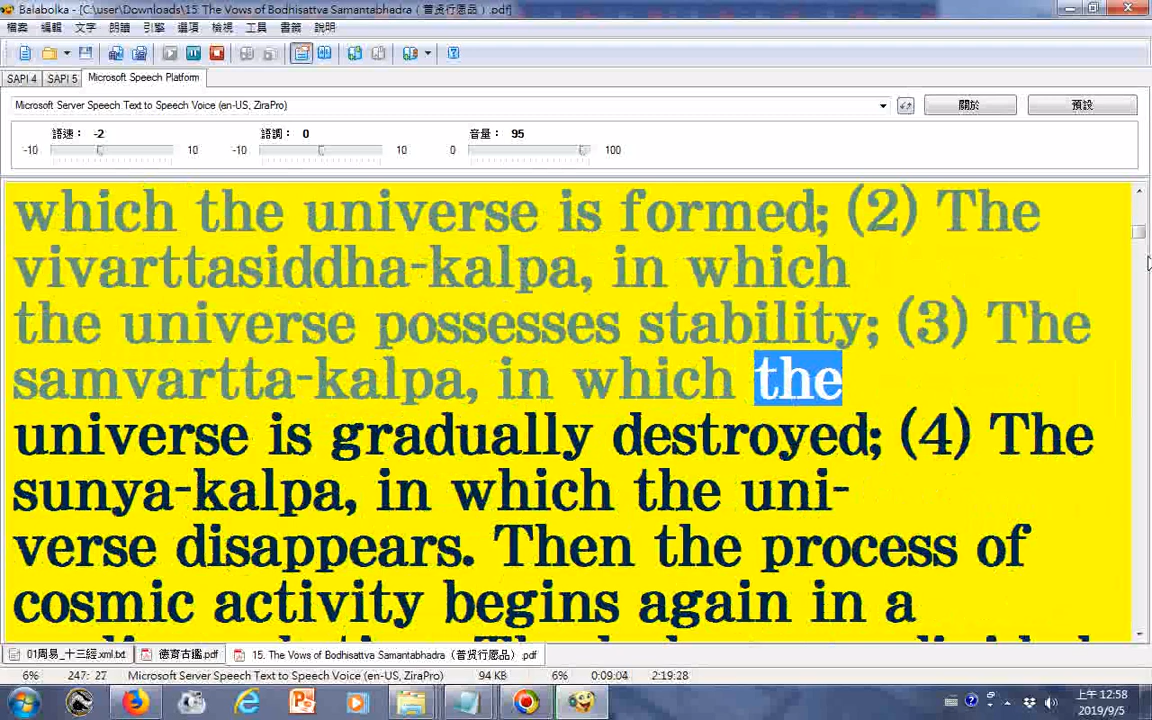 Balabolka - [C:\user\Downloads\15. The Vows of Bodhisattva Samantabhadra（普贤行愿品）.pdf]
檔案 編輯 文字 朗讀 引擎 選項 檢視 工具 書籤 說明
SAPI 4 SAPI 5 Microsoft Speech Platform
Microsoft Server Speech Text to Speech Voice (en-US, ZiraPro) 關於 預設
語速： -2 語調： 0 音量： 95
-10 10 -10 10 0 100
which the universe is formed; (2) The
vivarttasiddha-kalpa, in which
the universe possesses stability; (3) The
samvartta-kalpa, in which the
universe is gradually destroyed; (4) The
sunya-kalpa, in which the uni-
verse disappears. Then the process of
cosmic activity begins again in a
01周易_十三經.xml.txt 德育古鑑.pdf 15. The Vows of Bodhisattva Samantabhadra（普贤行愿品）.pdf
6% 247: 27 Microsoft Server Speech Text to Speech Voice (en-US, ZiraPro) 94 KB 6% 0:09:04 2:19:28
上午 12:58
2019/9/5